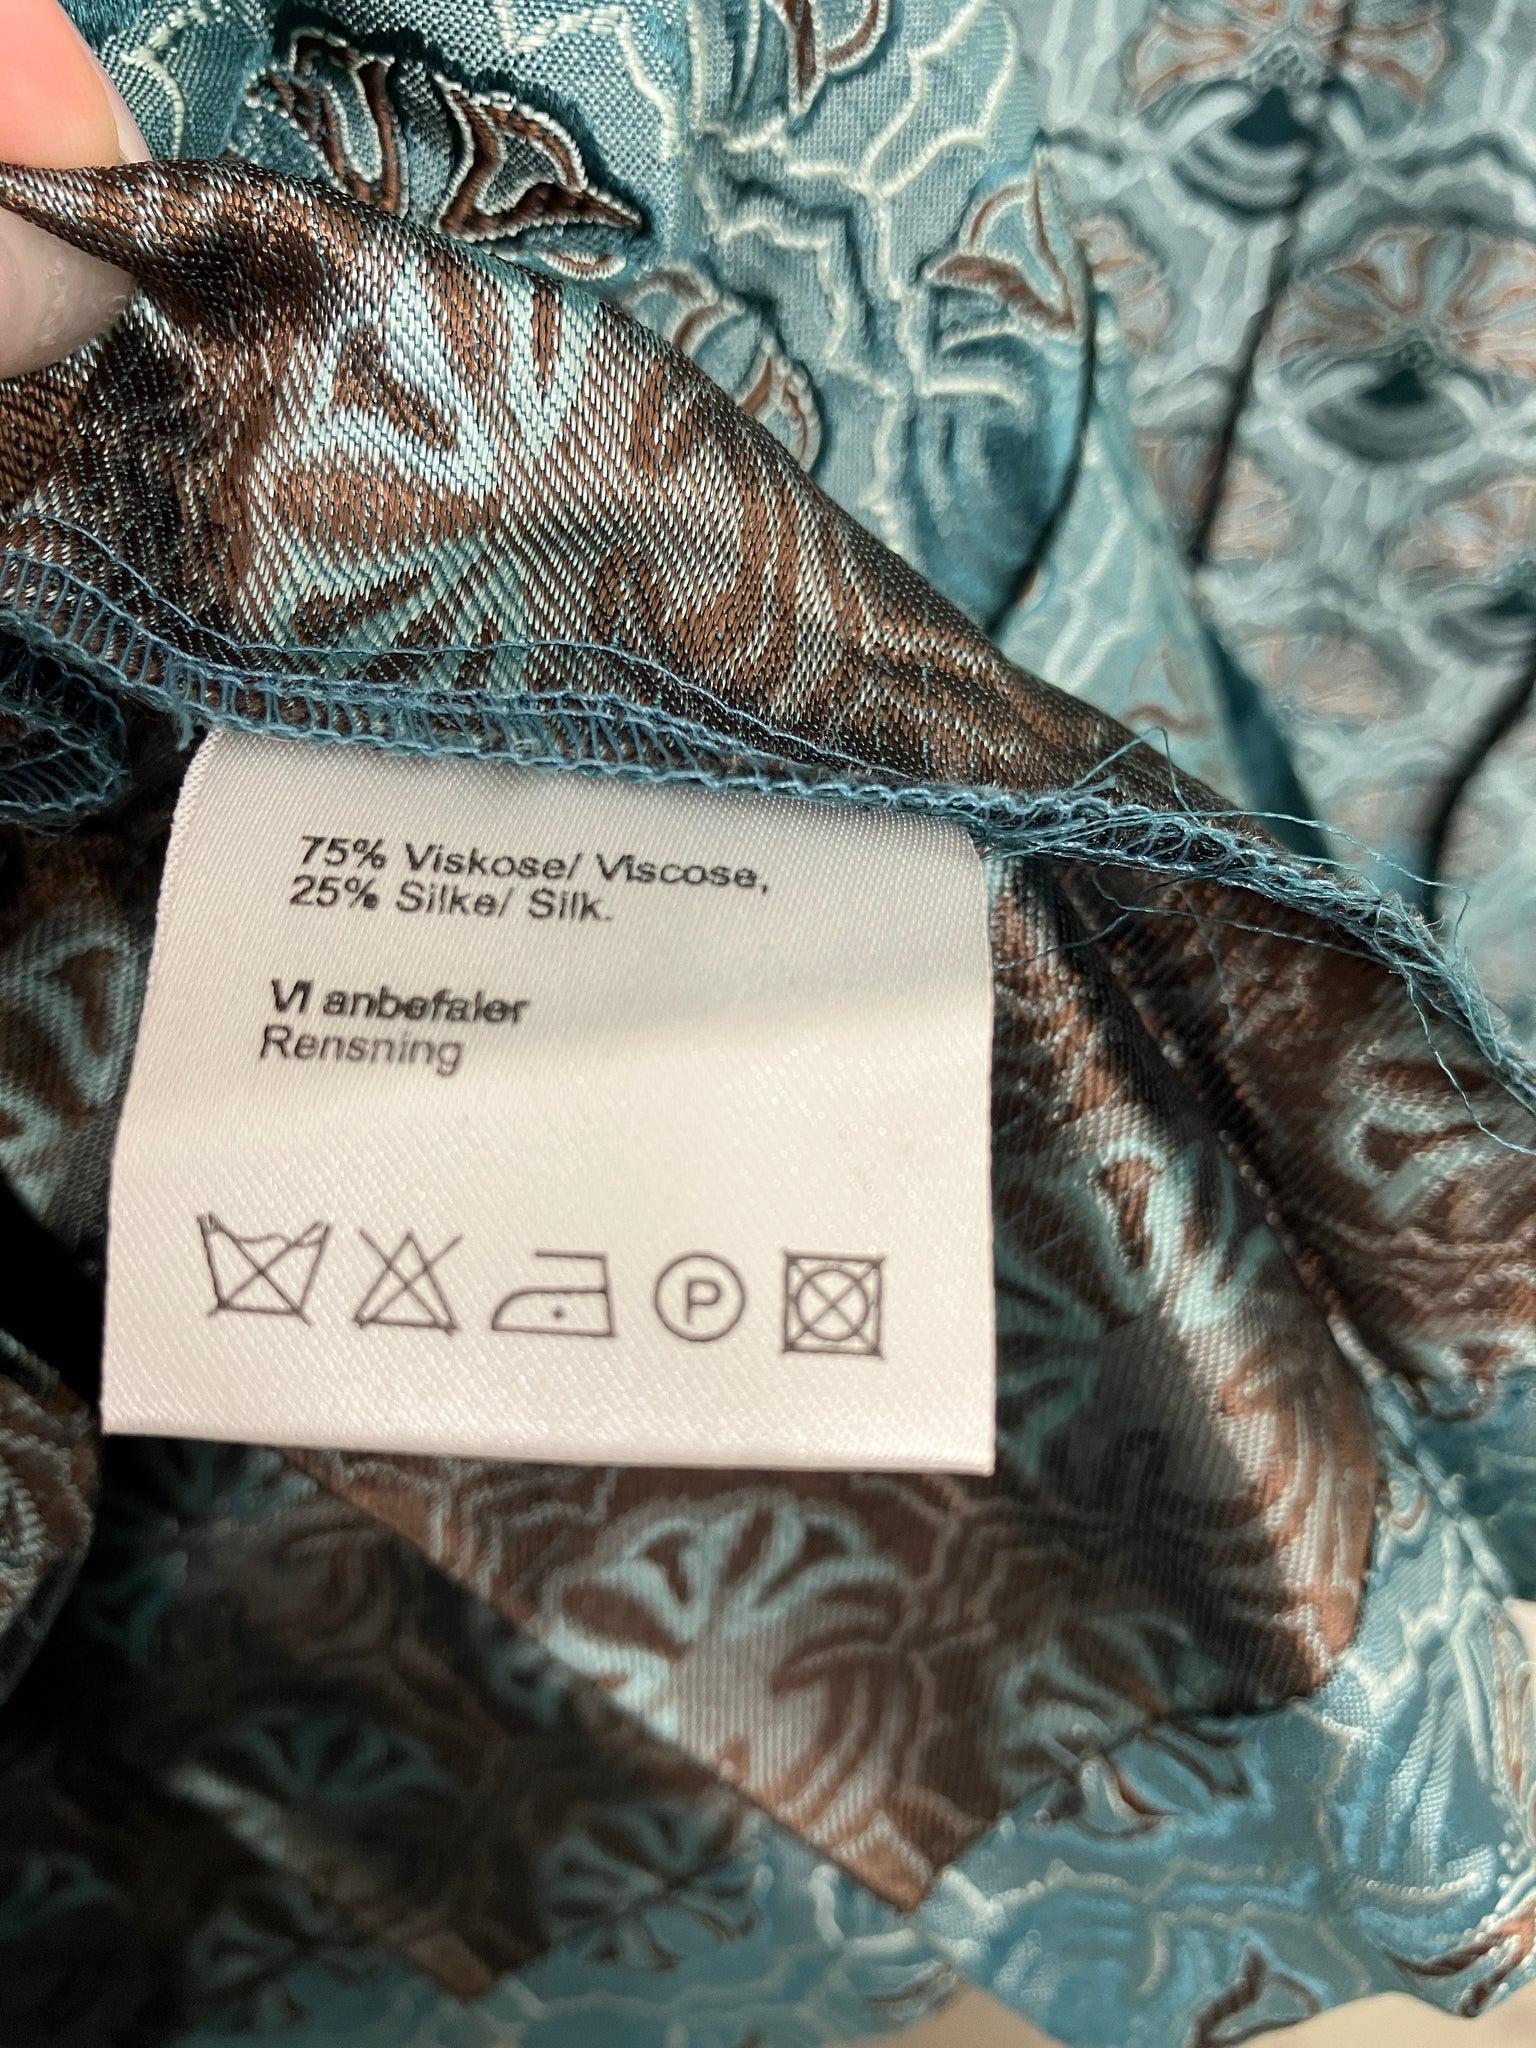 75% Viskose/ Viscose,
25% Silke/ Silk.
Vi anbefaler
Rensning
P